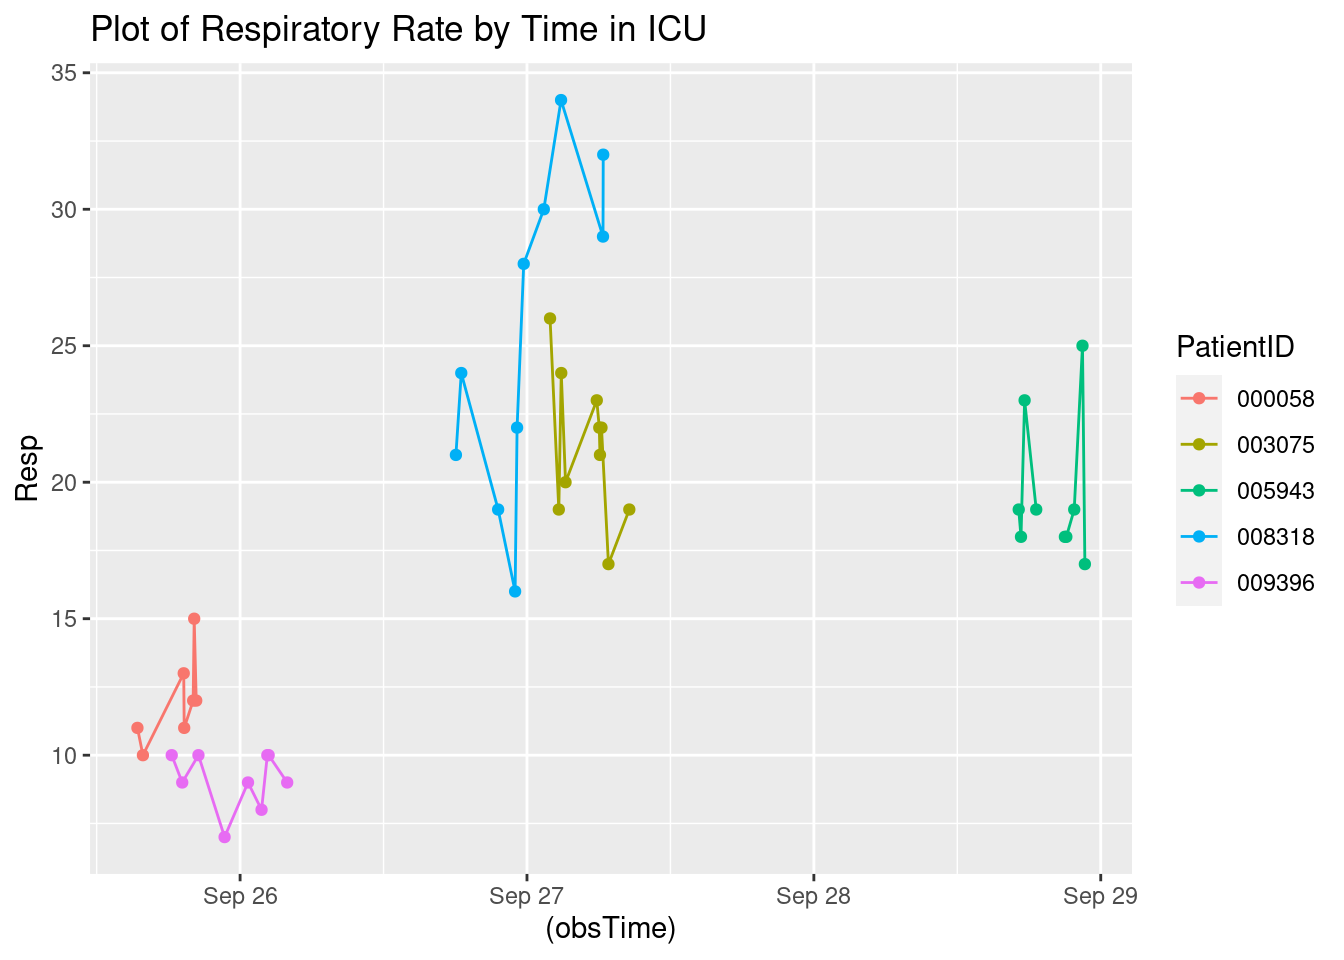 Plot of Respiratory Rate by Time in ICU
35
30
25
20
15
10
Resp
Sep 26
Sep 27
Sep 28
Sep 29
(obsTime)
PatientID
000058
003075
005943
008318
009396